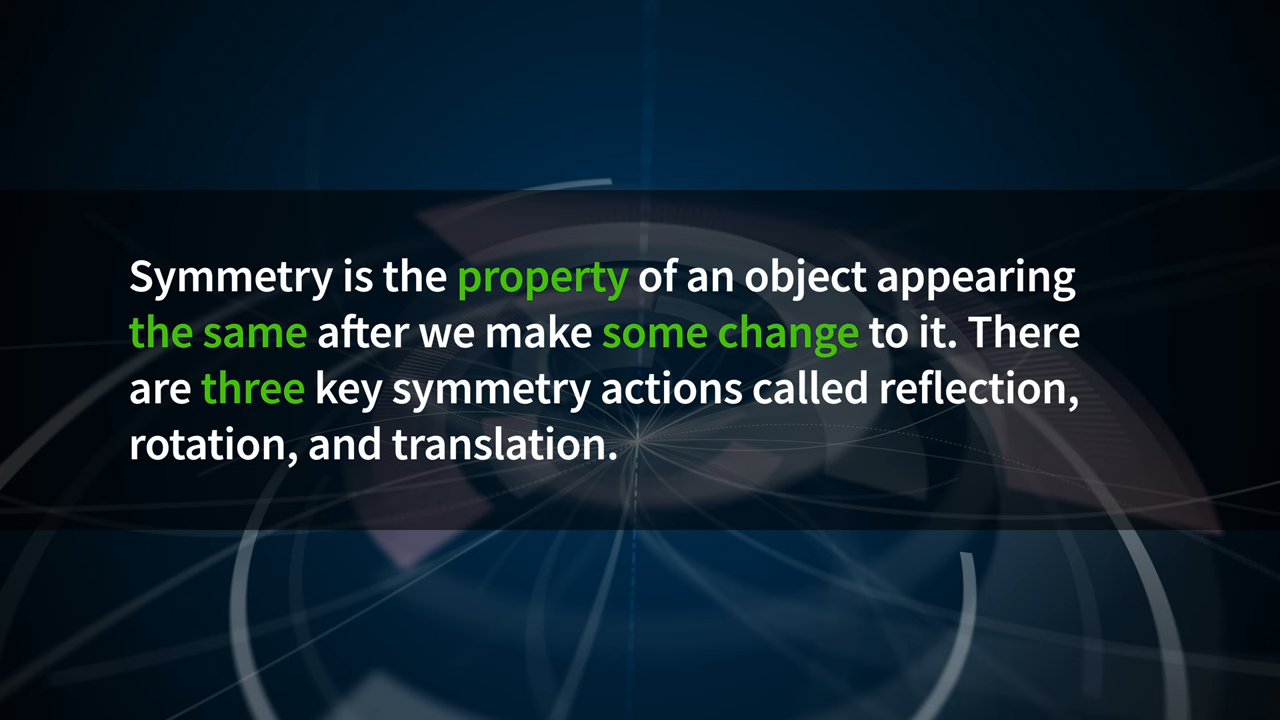 Symmetry is the property of an object appearing
the same after we make some change to it. There
are three key symmetry actions called reflection,
rotation, and translation.